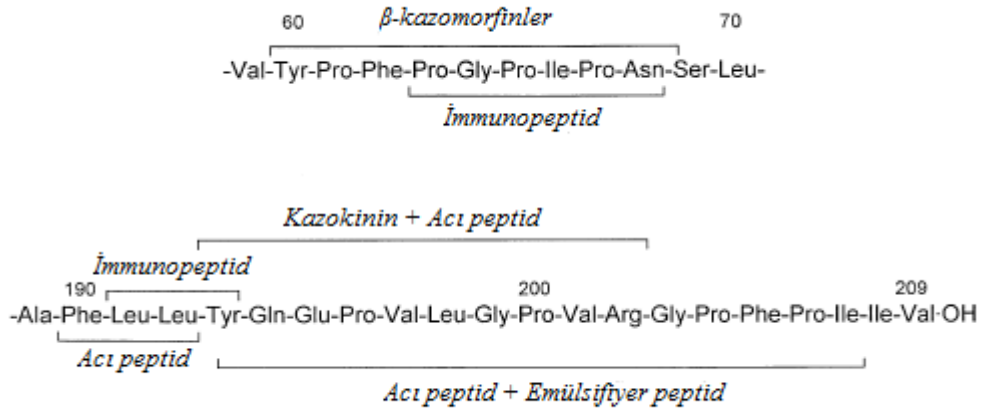 60 β-kazomorfinler 70
-Val-Tyr-Pro-Phe-Pro-Gly-Pro-Ile-Pro-Asn-Ser-Leu-
İmmunopeptid
Kazokinin + Acı peptid
İmmunopeptid
190 200 209
-Ala-Phe-Leu-Leu-Tyr-Gln-Glu-Pro-Val-Leu-Gly-Pro-Val-Arg-Gly-Pro-Phe-Pro-Ile-Ile-Val·OH
Acı peptid
Acı peptid + Emülsifiyer peptid